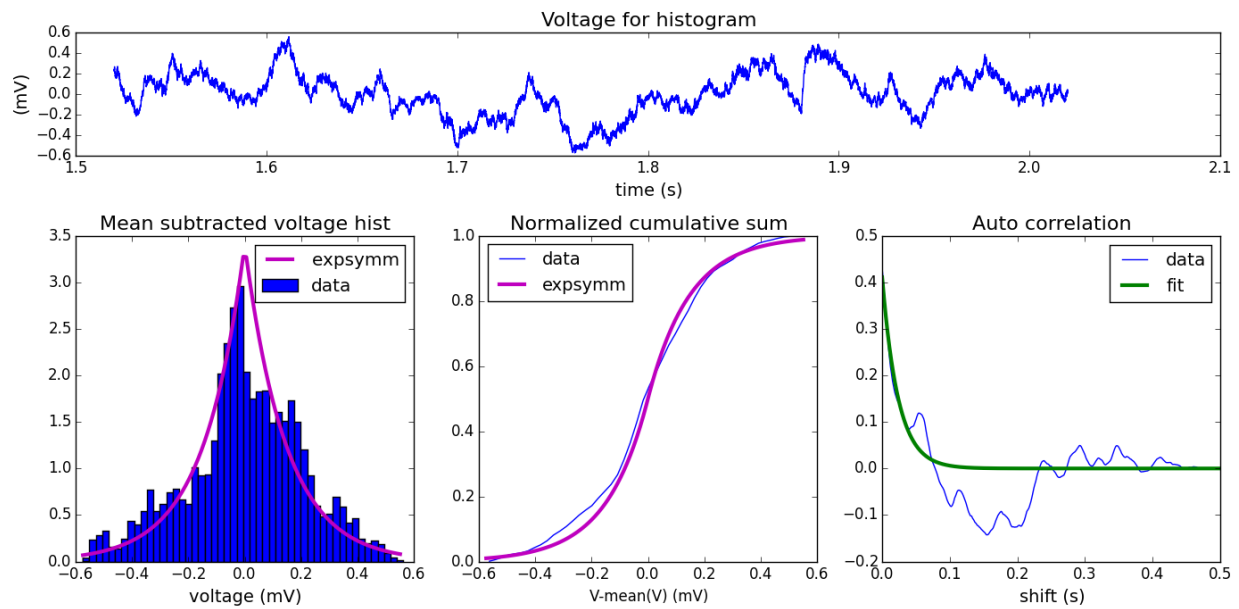 Voltage for histogram
0.6
0.4
0.2
0.0
−0.2
−0.4
−0.6
(mV)
1.5 1.6 1.7 1.8 1.9 2.0 2.1
time (s)
Mean subtracted voltage hist
3.5
3.0
2.5
2.0
1.5
1.0
0.5
0.0
expsymm
data
−0.6 −0.4 −0.2 0.0 0.2 0.4 0.6
voltage (mV)
Normalized cumulative sum
1.0
0.8
0.6
0.4
0.2
0.0
data
expsymm
−0.6 −0.4 −0.2 0.0 0.2 0.4 0.6
V-mean(V) (mV)
Auto correlation
0.5
0.4
0.3
0.2
0.1
0.0
−0.1
−0.2
data
fit
0.0 0.1 0.2 0.3 0.4 0.5
shift (s)